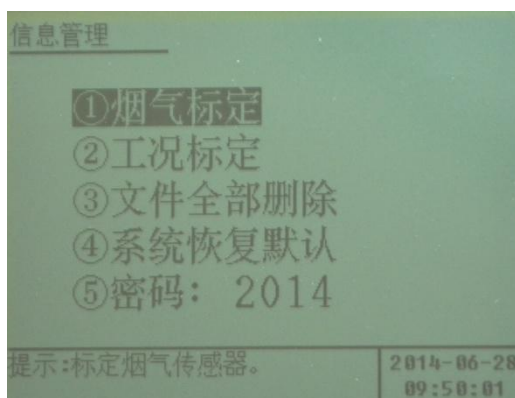 信息管理
①烟气标定
②工况标定
③文件全部删除
④系统恢复默认
⑤密码： 2014
提示:标定烟气传感器。
2014-06-28
09:50:01